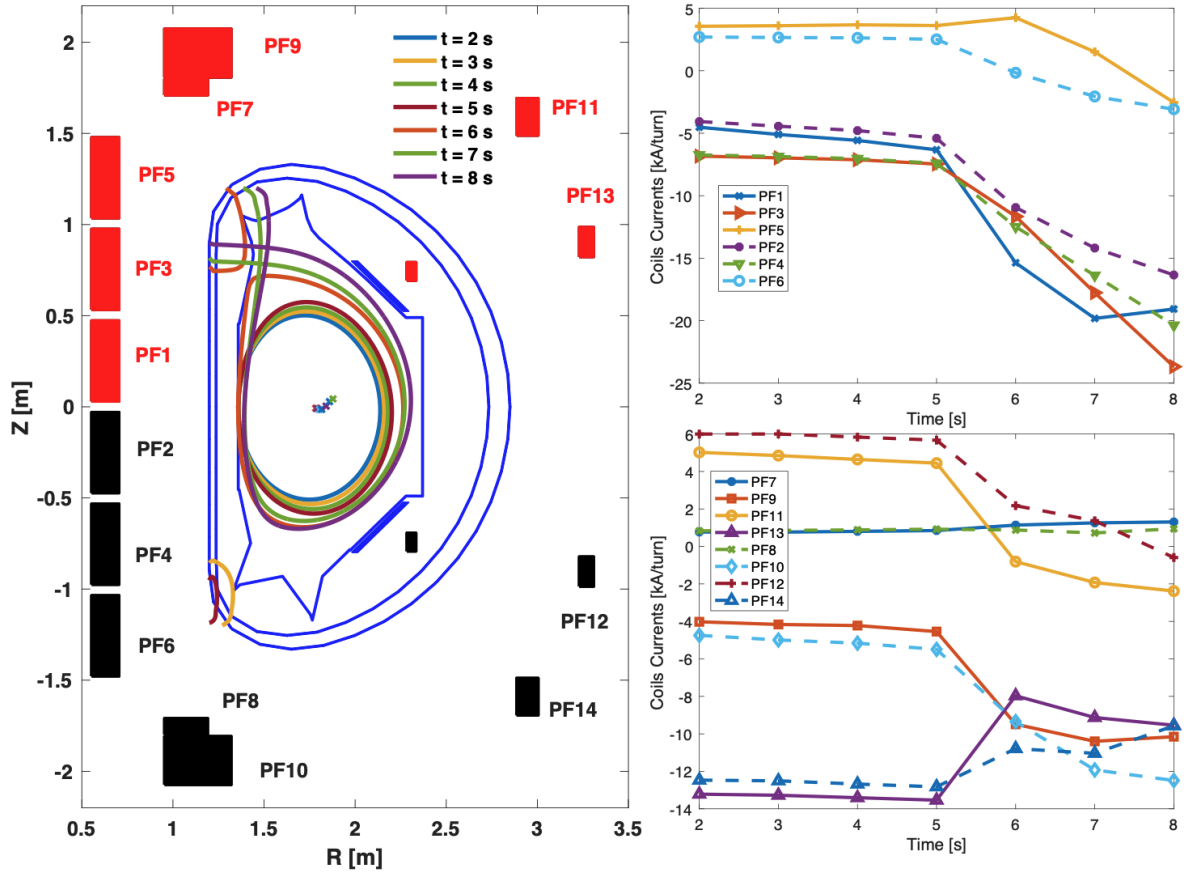 PF9
PF7
PF5
PF3
PF1
PF2
PF4
PF6
PF8
PF10
PF11
PF13
PF12
PF14
t = 2 s
t = 3 s
t = 4 s
t = 5 s
t = 6 s
t = 7 s
t = 8 s
2
1.5
1
0.5
0
-0.5
-1
-1.5
-2
Z [m]
0.5 1 1.5 2 2.5 3 3.5
R [m]
5
0
-5
-10
-15
-20
-25
Coils Currents [kA/turn]
PF1
PF3
PF5
PF2
PF4
PF6
2 3 4 5 6 7 8
Time [s]
6
4
2
0
-2
-4
-6
-8
-10
-12
-14
Coils Currents [kA/turn]
PF7
PF9
PF11
PF13
PF8
PF10
PF12
PF14
2 3 4 5 6 7 8
Time [s]